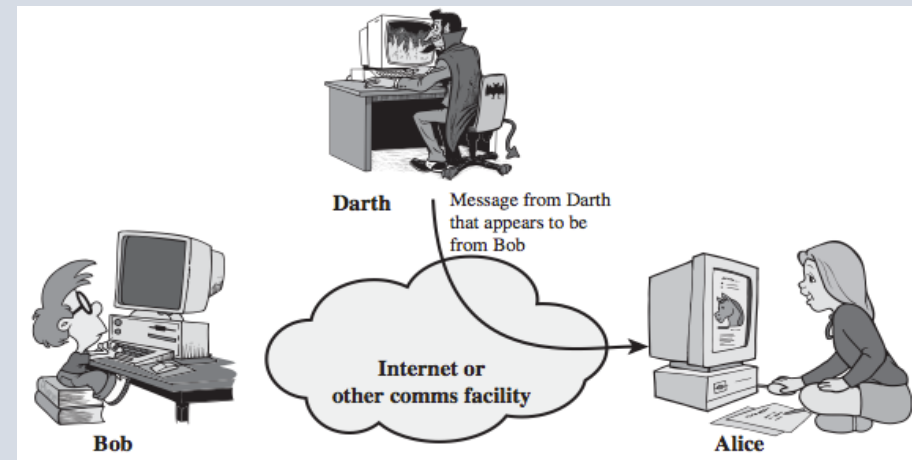 Darth
Message from Darth
that appears to be
from Bob
Internet or
other comms facility
Bob
Alice